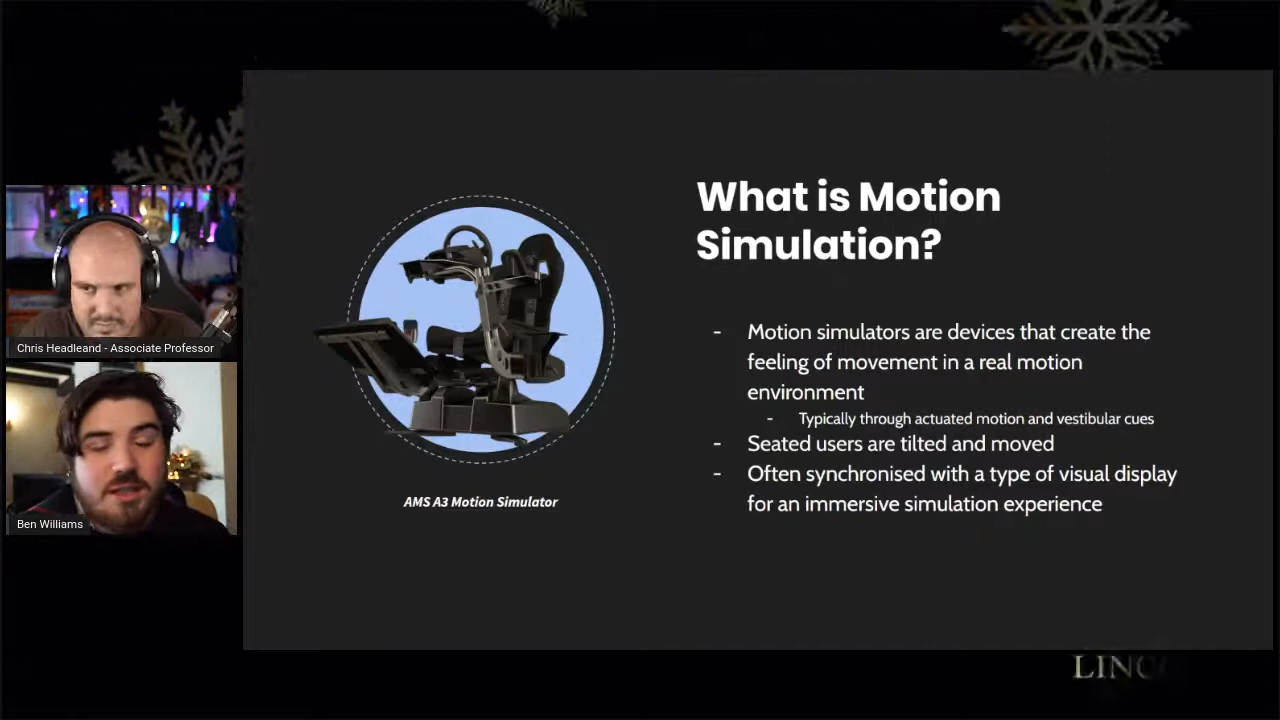 What is Motion
Simulation?
- Motion simulators are devices that create the
feeling of movement in a real motion
environment
- Typically through actuated motion and vestibular cues
- Seated users are tilted and moved
- Often synchronised with a type of visual display
for an immersive simulation experience
AMS A3 Motion Simulator
Chris Headleand - Associate Professor
Ben Williams